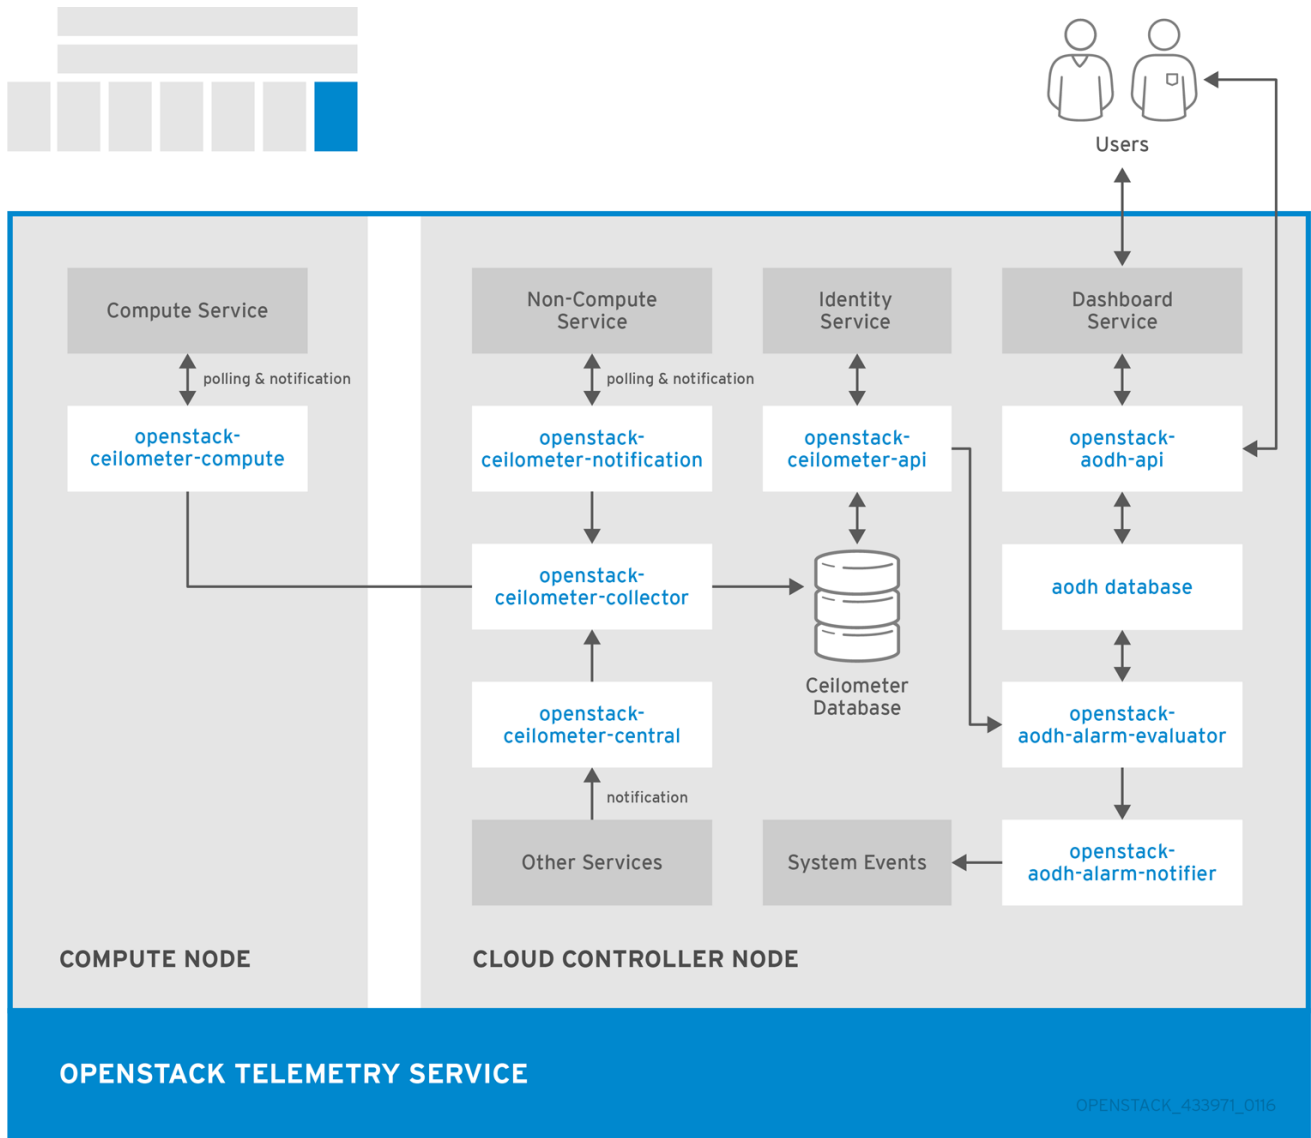 Users
Compute Service
polling & notification
openstack-
ceilometer-compute
Non-Compute
Service
polling & notification
openstack-
ceilometer-notification
openstack-
ceilometer-collector
openstack-
ceilometer-central
notification
Other Services
Identity
Service
openstack-
ceilometer-api
Ceilometer
Database
System Events
Dashboard
Service
openstack-
aodh-api
aodh database
openstack-
aodh-alarm-evaluator
openstack-
aodh-alarm-notifier
COMPUTE NODE
CLOUD CONTROLLER NODE
OPENSTACK TELEMETRY SERVICE
OPENSTACK_433971_0116